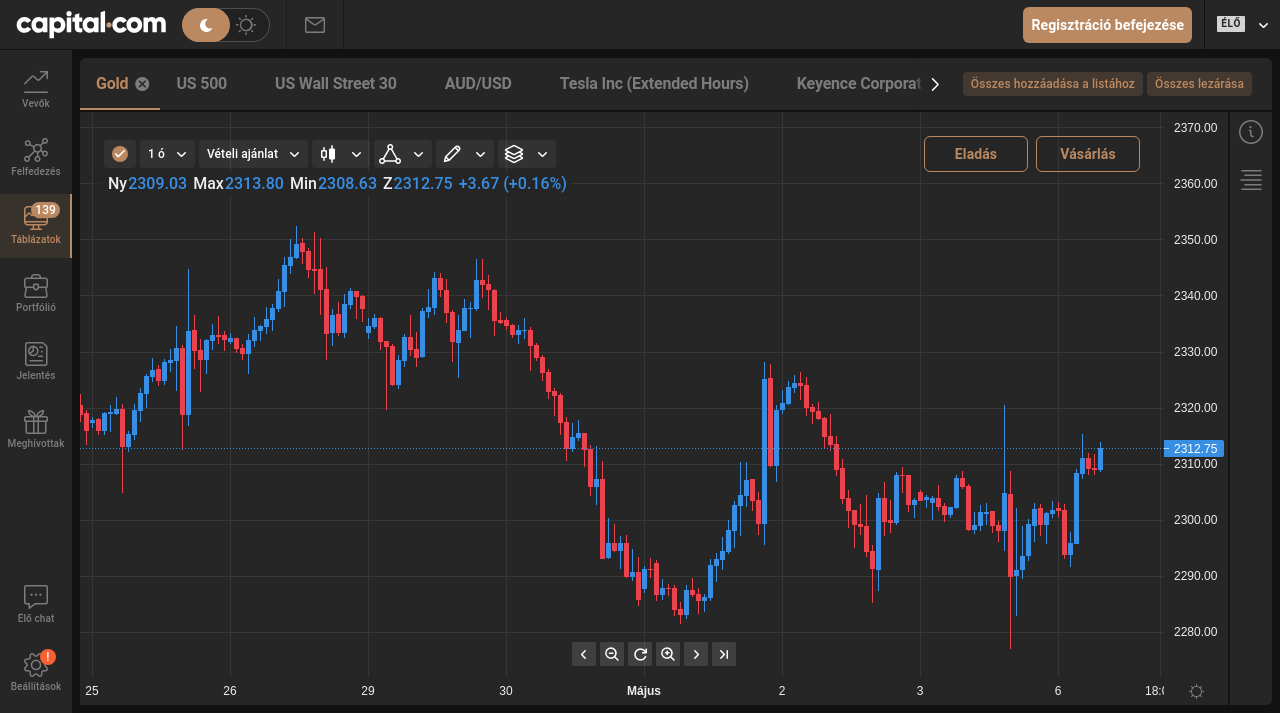 capital.com
Regisztráció befejezése
ÉLŐ
Vevők
Felfedezés
139
Táblázatok
Portfólió
Jelentés
Meghívottak
Élő chat
!
Beállítások
Gold
US 500
US Wall Street 30
AUD/USD
Tesla Inc (Extended Hours)
Keyence Corporat
Összes hozzáadása a listához
Összes lezárása
1 ó
Vételi ajánlat
Eladás
Vásárlás
Ny2309.03 Max2313.80 Min2308.63 Z2312.75 +3.67 (+0.16%)
2370.00
2360.00
2350.00
2340.00
2330.00
2320.00
2312.75
2310.00
2300.00
2290.00
2280.00
25
26
29
30
Május
2
3
6
18:0